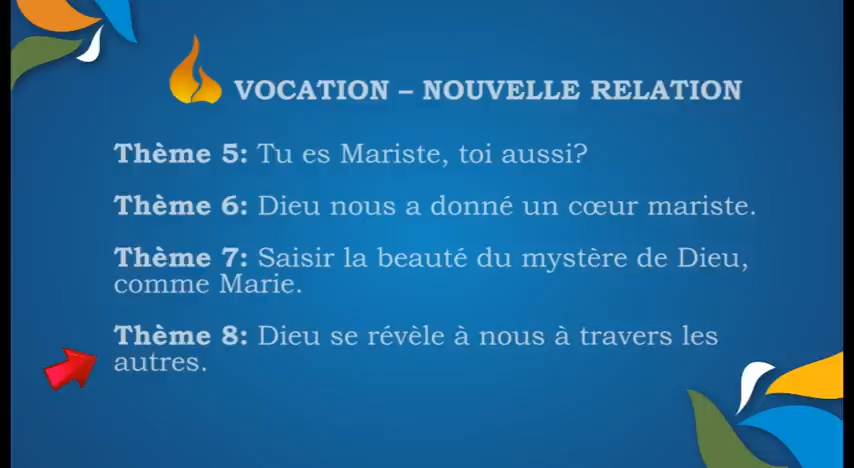 VOCATION – NOUVELLE RELATION
Thème 5: Tu es Mariste, toi aussi?
Thème 6: Dieu nous a donné un cœur mariste.
Thème 7: Saisir la beauté du mystère de Dieu,
comme Marie.
Thème 8: Dieu se révèle à nous à travers les
autres.